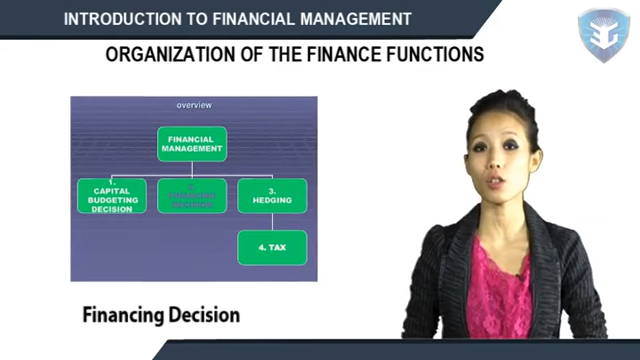 INTRODUCTION TO FINANCIAL MANAGEMENT
ORGANIZATION OF THE FINANCE FUNCTIONS
overview
FINANCIAL
MANAGEMENT
1.
CAPITAL
BUDGETING
DECISION
3.
HEDGING
4. TAX
Financing Decision